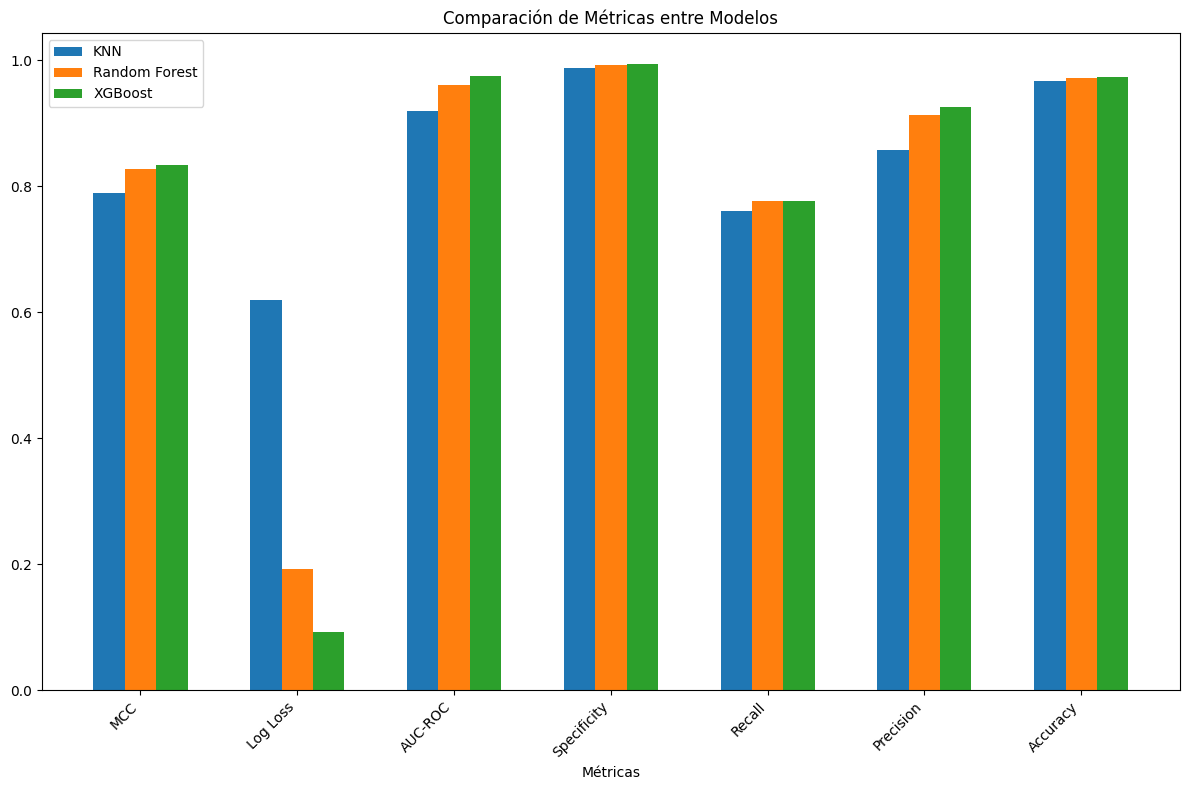 Comparación de Métricas entre Modelos
KNN
Random Forest
XGBoost
1.0
0.8
0.6
0.4
0.2
0.0
MCC
Log Loss
AUC-ROC
Specificity
Recall
Precision
Accuracy
Métricas